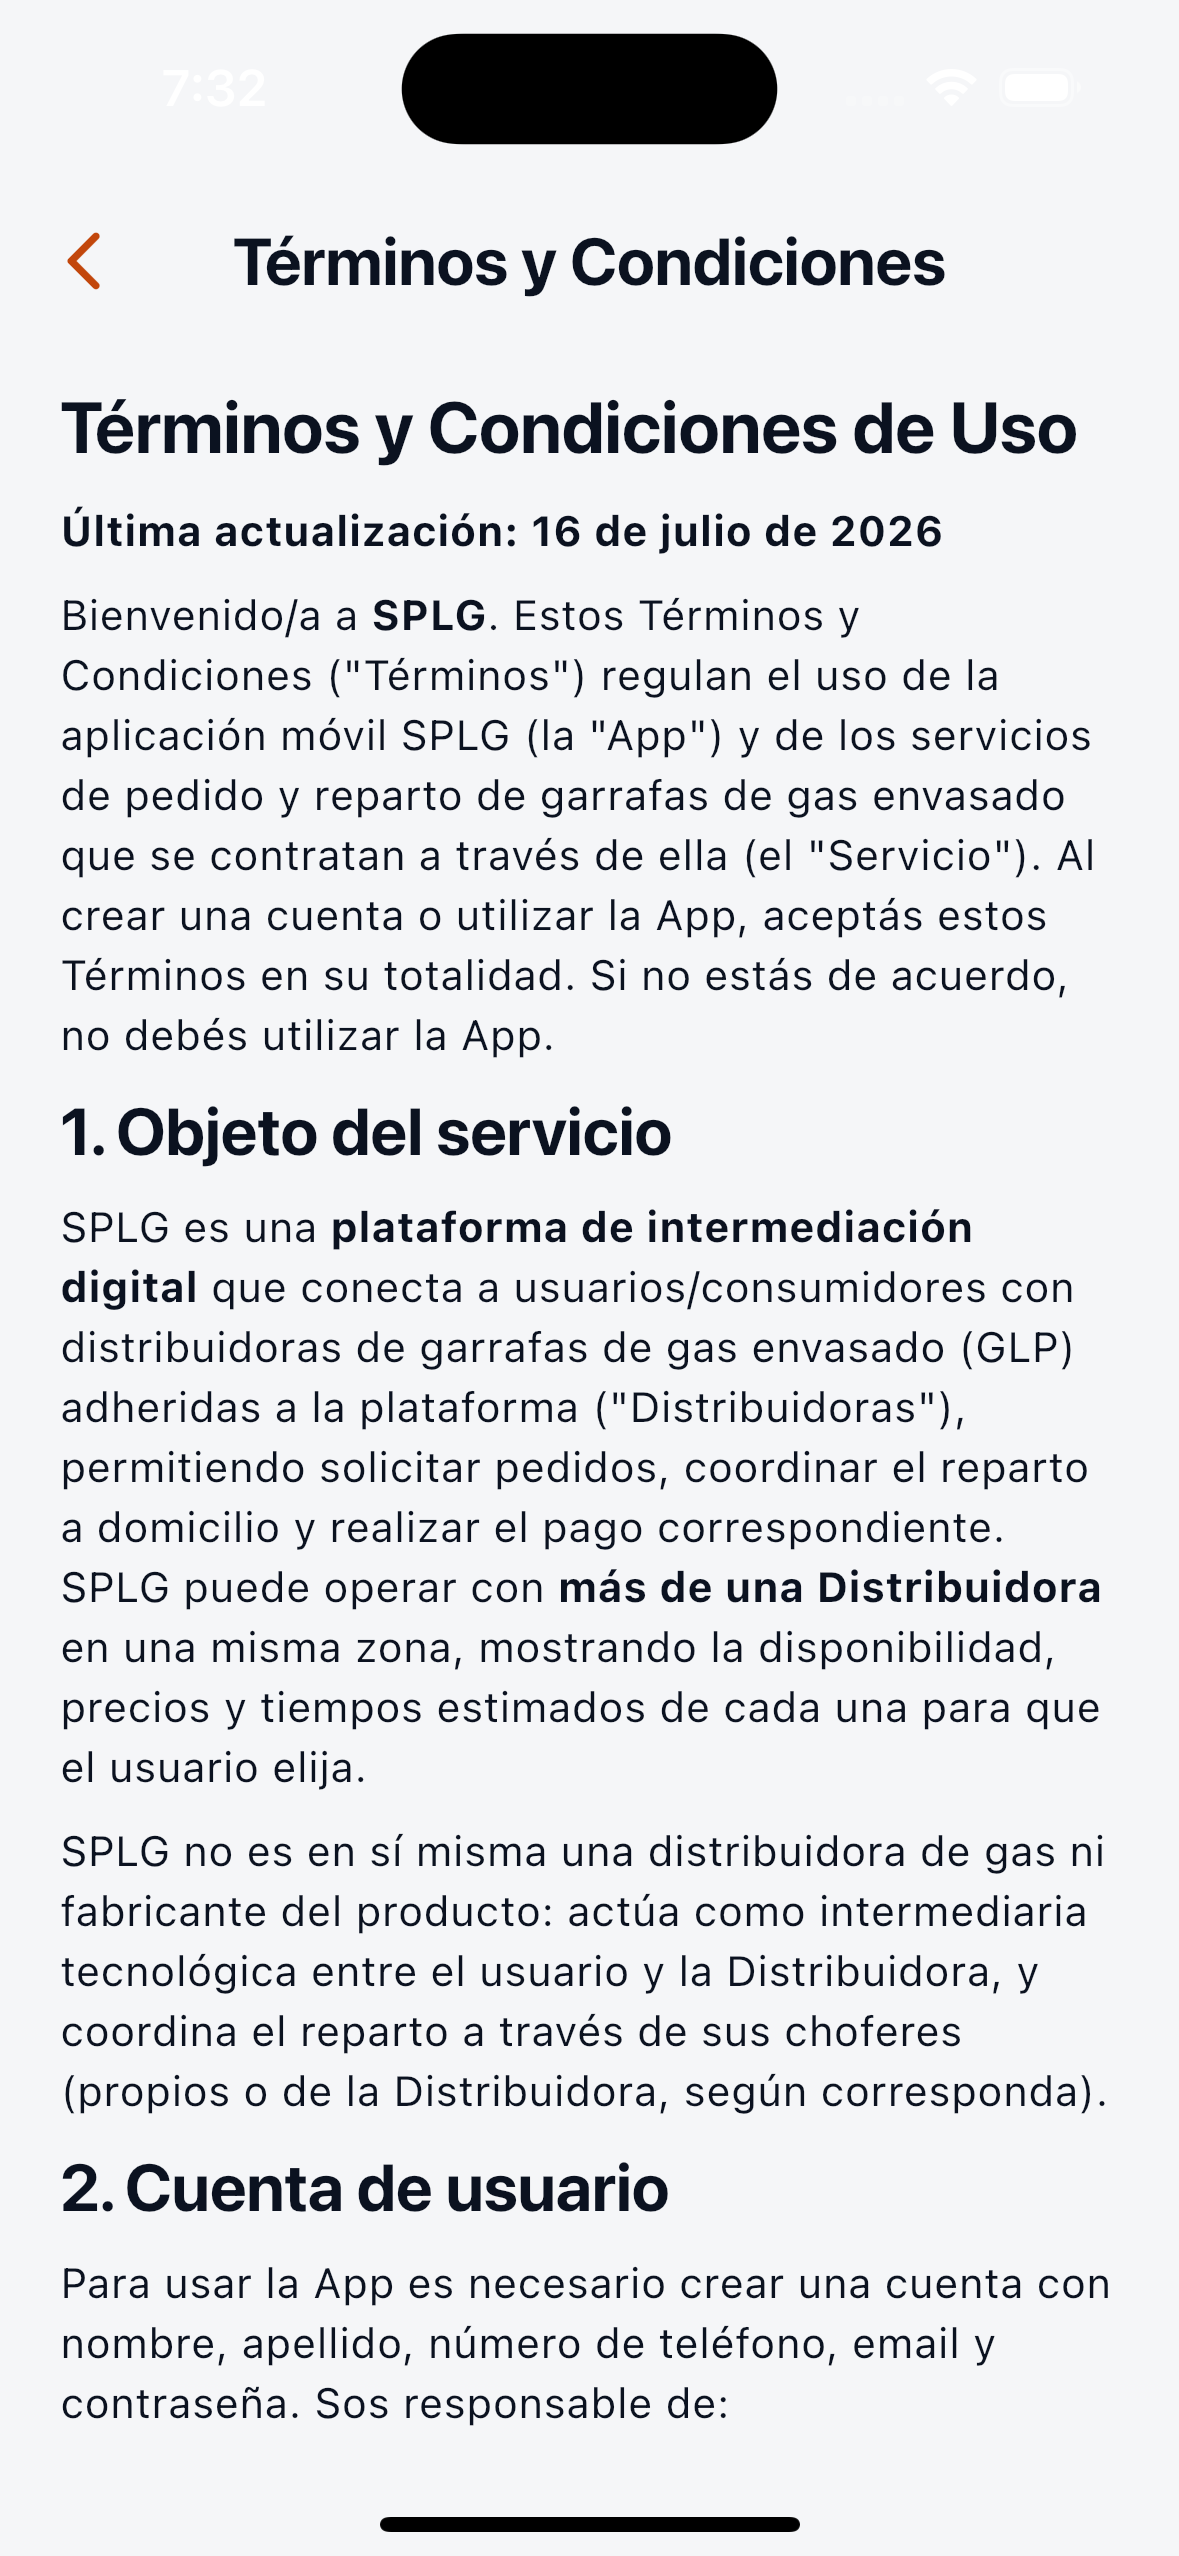 7:32
Términos y Condiciones
Términos y Condiciones de Uso
Última actualización: 16 de julio de 2026
Bienvenido/a a SPLG. Estos Términos y
Condiciones ("Términos") regulan el uso de la
aplicación móvil SPLG (la "App") y de los servicios
de pedido y reparto de garrafas de gas envasado
que se contratan a través de ella (el "Servicio"). Al
crear una cuenta o utilizar la App, aceptás estos
Términos en su totalidad. Si no estás de acuerdo,
no debés utilizar la App.
1. Objeto del servicio
SPLG es una plataforma de intermediación
digital que conecta a usuarios/consumidores con
distribuidoras de garrafas de gas envasado (GLP)
adheridas a la plataforma ("Distribuidoras"),
permitiendo solicitar pedidos, coordinar el reparto
a domicilio y realizar el pago correspondiente.
SPLG puede operar con más de una Distribuidora
en una misma zona, mostrando la disponibilidad,
precios y tiempos estimados de cada una para que
el usuario elija.
SPLG no es en sí misma una distribuidora de gas ni
fabricante del producto: actúa como intermediaria
tecnológica entre el usuario y la Distribuidora, y
coordina el reparto a través de sus choferes
(propios o de la Distribuidora, según corresponda).
2. Cuenta de usuario
Para usar la App es necesario crear una cuenta con
nombre, apellido, número de teléfono, email y
contraseña. Sos responsable de: